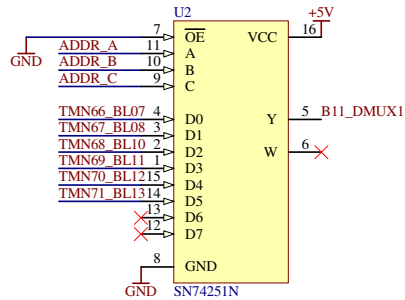 U2
+5V
7 OE VCC 16
GND
ADDR_A 11 A
ADDR_B 10 B
ADDR_C 9 C
TMN66_BL07 4 D0 Y 5 B11_DMUX1
TMN67_BL08 3 D1
TMN68_BL10 2 D2 W 6
TMN69_BL11 1 D3
TMN70_BL12 15 D4
TMN71_BL13 14 D5
13 D6
12 D7
8 GND
GND SN74251N